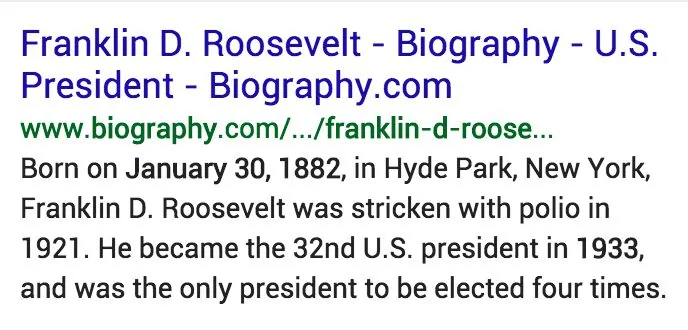 Franklin D. Roosevelt - Biography - U.S.
President - Biography.com
www.biography.com/.../franklin-d-roose...
Born on January 30, 1882, in Hyde Park, New York,
Franklin D. Roosevelt was stricken with polio in
1921. He became the 32nd U.S. president in 1933,
and was the only president to be elected four times.